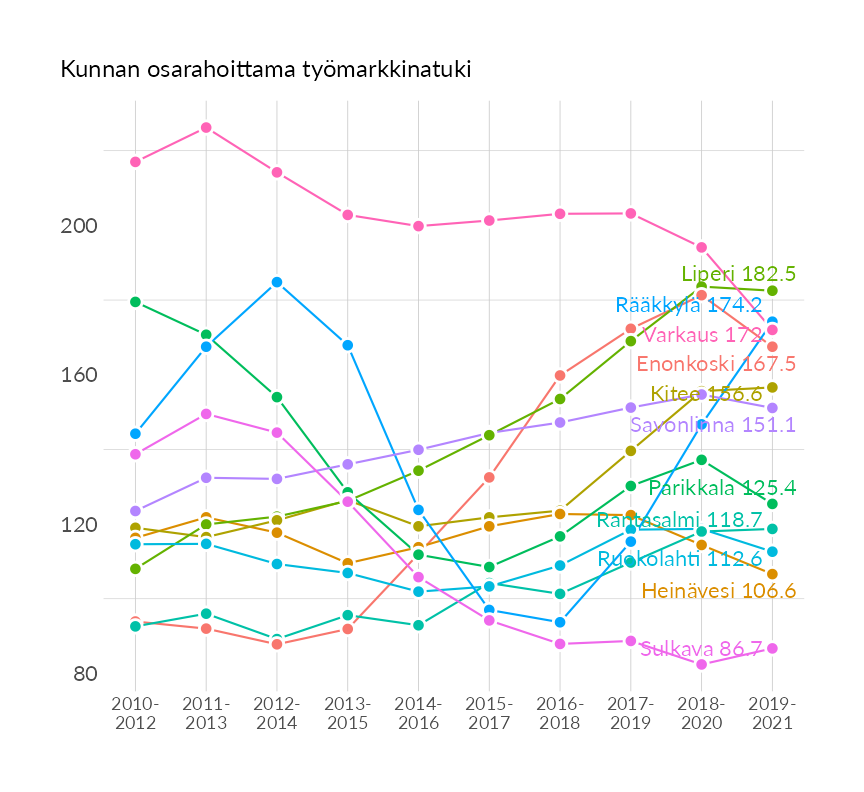 Kunnan osarahoittama työmarkkinatuki
200
160
120
80
Liperi 182.5
Rääkkylä 174.2
Varkaus 172
Enonkoski 167.5
Kitee 156.6
Savonlinna 151.1
Parikkala 125.4
Rantasalmi 118.7
Ruokolahti 112.6
Heinävesi 106.6
Sulkava 86.7
2010- 2011- 2012- 2013- 2014- 2015- 2016- 2017- 2018- 2019-
2012 2013 2014 2015 2016 2017 2018 2019 2020 2021